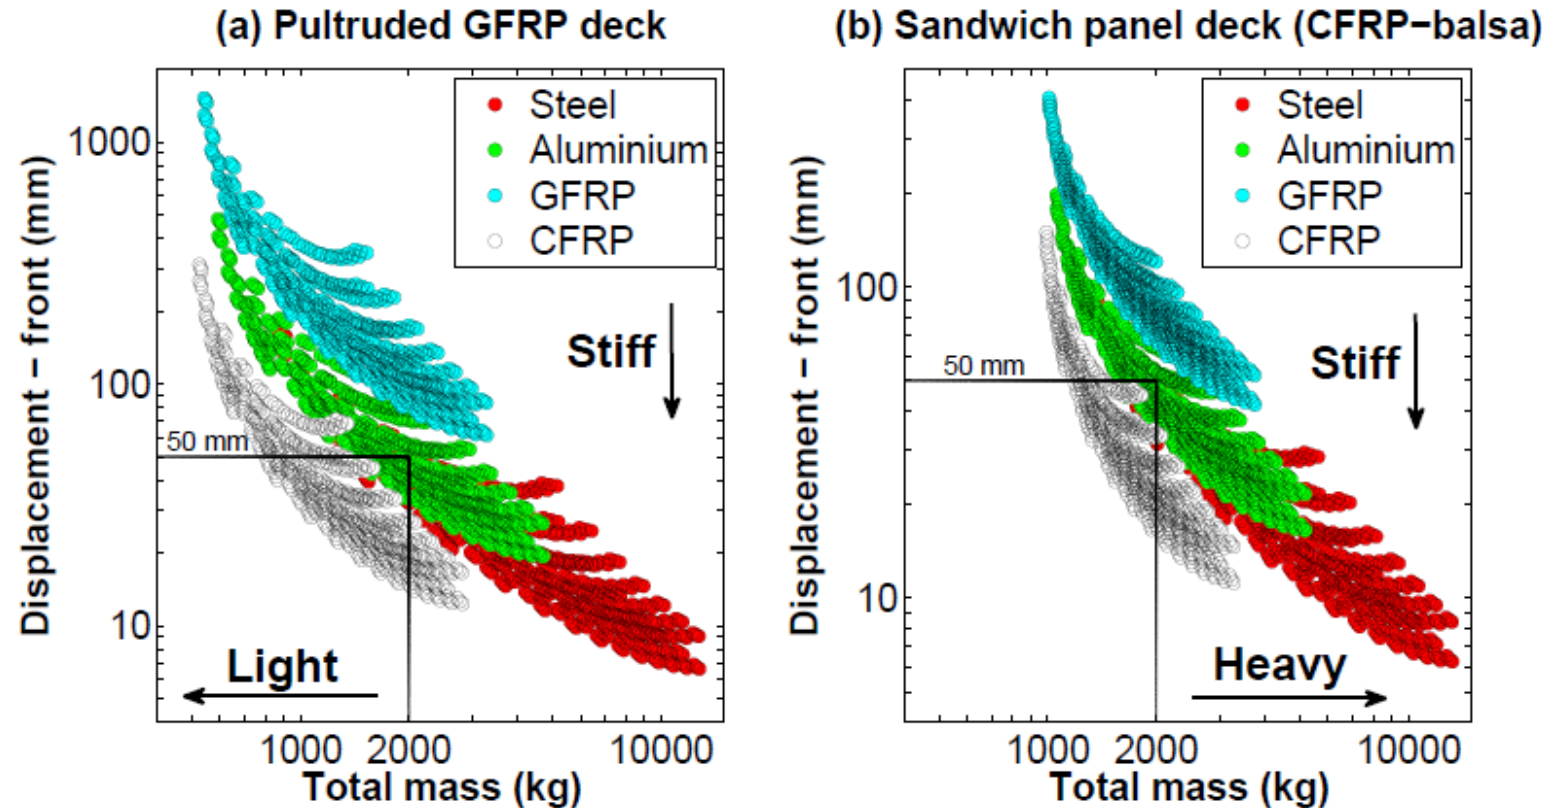 (a) Pultruded GFRP deck
Displacement − front (mm)
1000
100
10
Steel
Aluminium
GFRP
CFRP
Stiff
50 mm
Light
1000 2000 10000
Total mass (kg)
(b) Sandwich panel deck (CFRP−balsa)
Displacement − front (mm)
100
10
Steel
Aluminium
GFRP
CFRP
Stiff
50 mm
Heavy
1000 2000 10000
Total mass (kg)